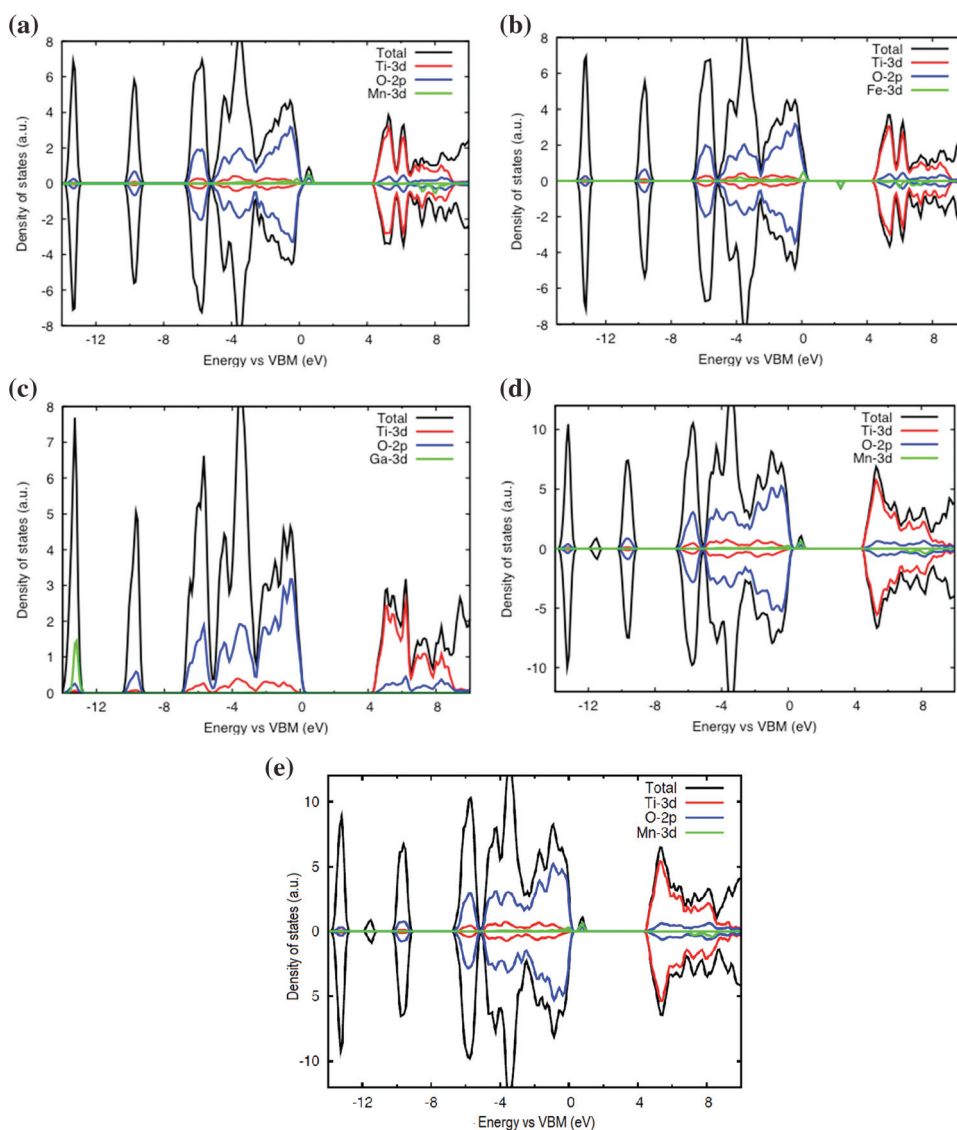 (a)
Density of states (a.u.)
8
6
4
2
0
-2
-4
-6
-8
Total
Ti-3d
O-2p
Mn-3d
-12 -8 -4 0 4 8
Energy vs VBM (eV)
(b)
Density of states (a.u.)
8
6
4
2
0
-2
-4
-6
-8
Total
Ti-3d
O-2p
Fe-3d
-12 -8 -4 0 4 8
Energy vs VBM (eV)
(c)
Density of states (a.u.)
8
7
6
5
4
3
2
1
0
Total
Ti-3d
O-2p
Ga-3d
-12 -8 -4 0 4 8
Energy vs VBM (eV)
(d)
Density of states (a.u.)
10
5
0
-5
-10
Total
Ti-3d
O-2p
Mn-3d
-12 -8 -4 0 4 8
Energy vs VBM (eV)
(e)
Density of states (a.u.)
10
5
0
5
-10
Total
Ti-3d
O-2p
Mn-3d
-12 -8 -4 0 4 8
Energy vs VBM (eV)